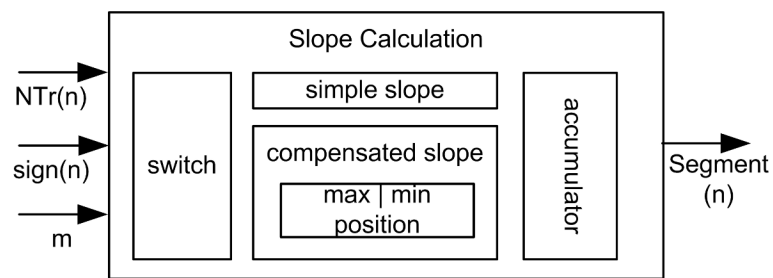 Slope Calculation
NTr(n)
sign(n)
m
switch
simple slope
compensated slope
max | min
position
accumulator
Segment
(n)